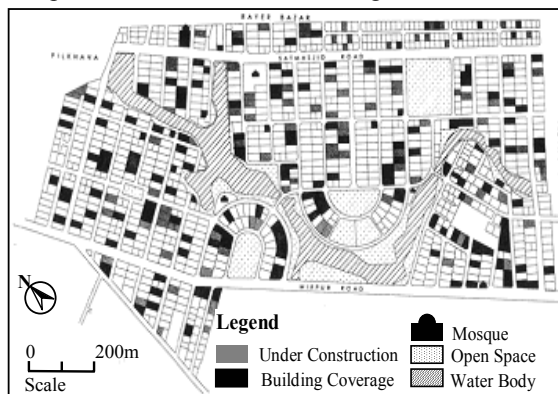 RAYER BAZAR
PILKHANA
SATMASJID ROAD
MIRPUR ROAD
N
Legend
Mosque
0 200m
Under Construction
Open Space
Scale
Building Coverage
Water Body